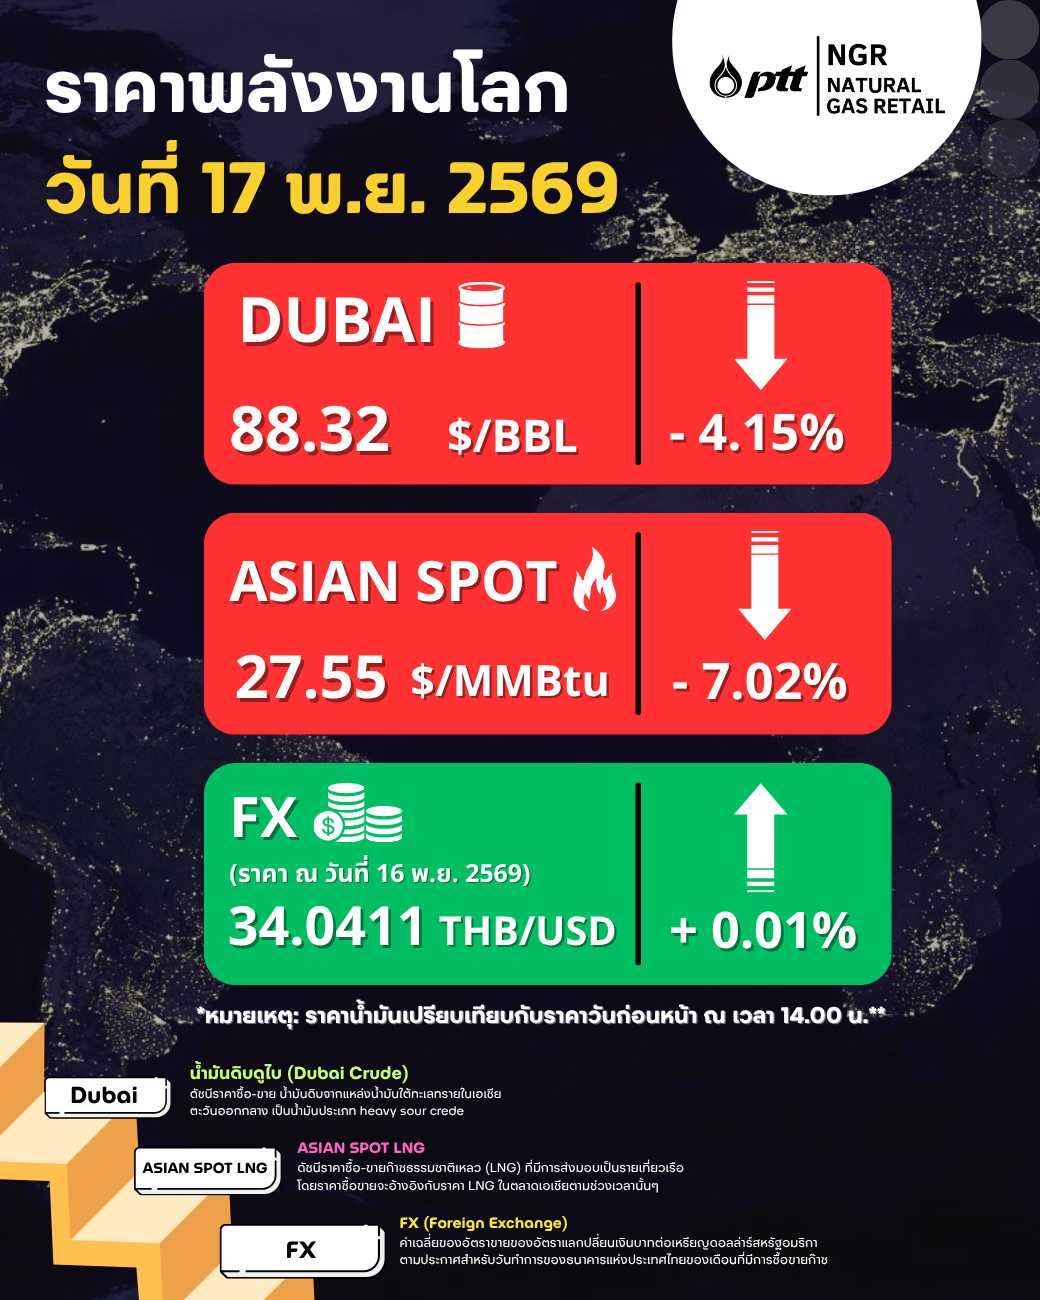 ราคาพลังงานโลก
วันที่ 17 พ.ย. 2569
ptt
NGR
NATURAL
GAS RETAIL
DUBAI
88.32 $/BBL
- 4.15%
ASIAN SPOT
27.55 $/MMBtu
- 7.02%
FX
(ราคา ณ วันที่ 16 พ.ย. 2569)
34.0411 THB/USD
+ 0.01%
*หมายเหตุ: ราคาน้ำมันเปรียบเทียบกับราคาวันก่อนหน้า ณ เวลา 14.00 น.**
Dubai
น้ำมันดิบดูไบ (Dubai Crude)
ดัชนีราคาซื้อ-ขาย น้ำมันดิบจากแหล่งน้ำมันใต้ทะเลทรายในเอเชีย
ตะวันออกกลาง เป็นน้ำมันประเภท heavy sour crede
ASIAN SPOT LNG
ASIAN SPOT LNG
ดัชนีราคาซื้อ-ขายก๊าซธรรมชาติเหลว (LNG) ที่มีการส่งมอบเป็นรายเที่ยวเรือ
โดยราคาซื้อขายจะอ้างอิงกับราคา LNG ในตลาดเอเชียตามช่วงเวลานั้นๆ
FX
FX (Foreign Exchange)
ค่าเฉลี่ยของอัตราขายของอัตราแลกปลี่ยนเงินบาทต่อเหรียญดอลล่าร์สหรัฐอมริกา
ตามประกาศสำหรับวันทำการของธนาคารแห่งประเทศไทยของเดือนที่มีการซื้อขายก๊าซ